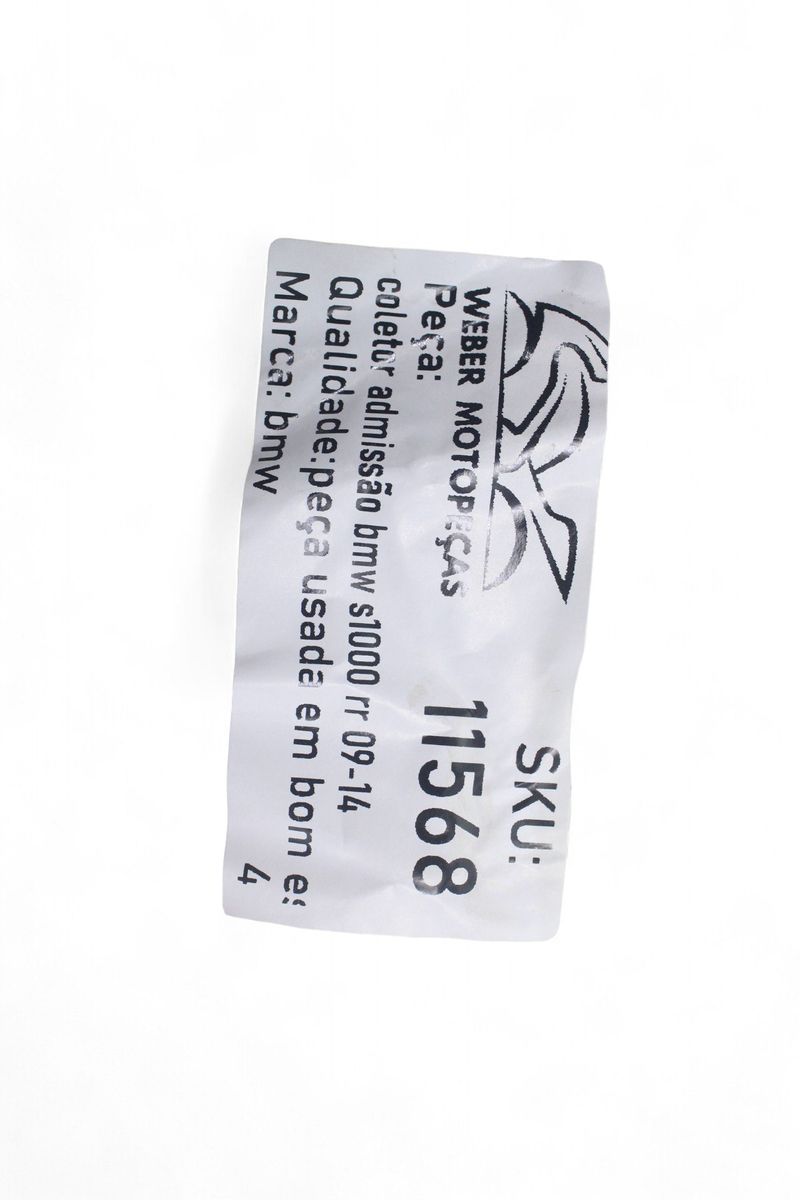 WEBER MOTOPEÇAS
SKU:
Peça:
11568
coletor admissão bmw s1000 rr 09-14
Qualidade:peça usada em bom e
Marca: bmw
4